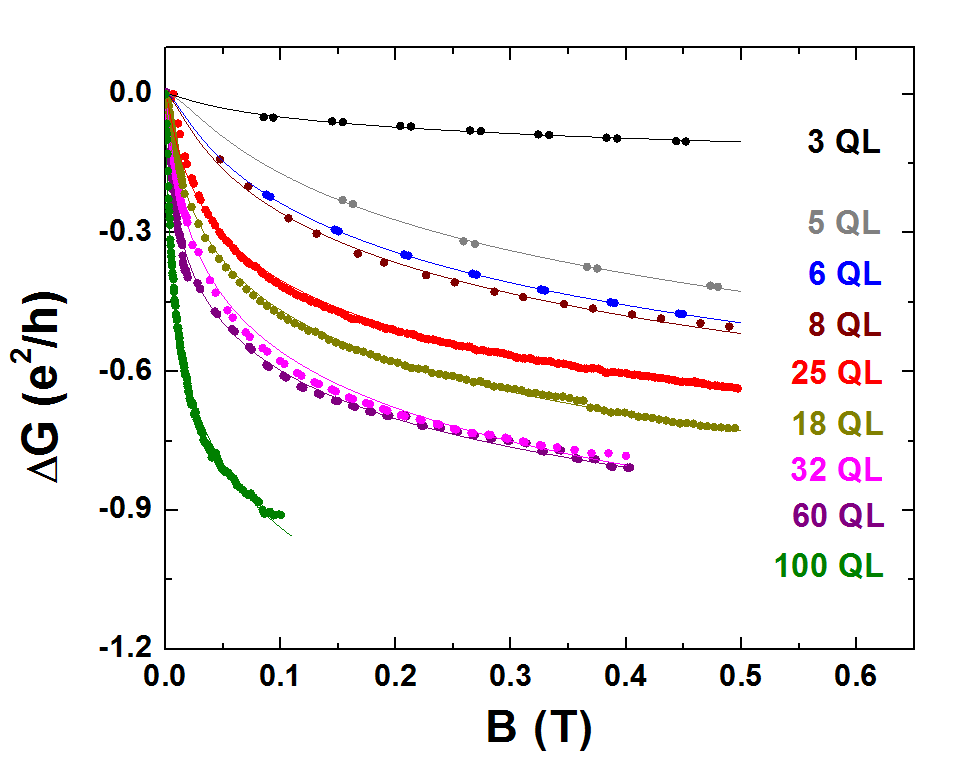 0.0
-0.3
-0.6
-0.9
-1.2
ΔG (e²/h)
3 QL
5 QL
6 QL
8 QL
25 QL
18 QL
32 QL
60 QL
100 QL
0.0 0.1 0.2 0.3 0.4 0.5 0.6
B (T)